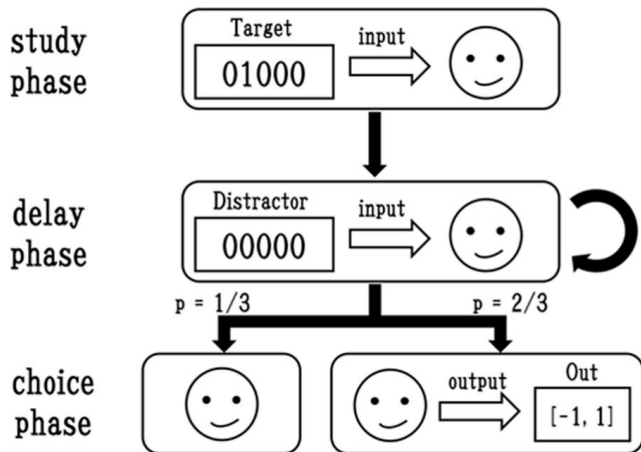 study
phase
Target
01000
input
delay
phase
Distractor
00000
input
p = 1/3
p = 2/3
choice
phase
output
Out
[-1, 1]